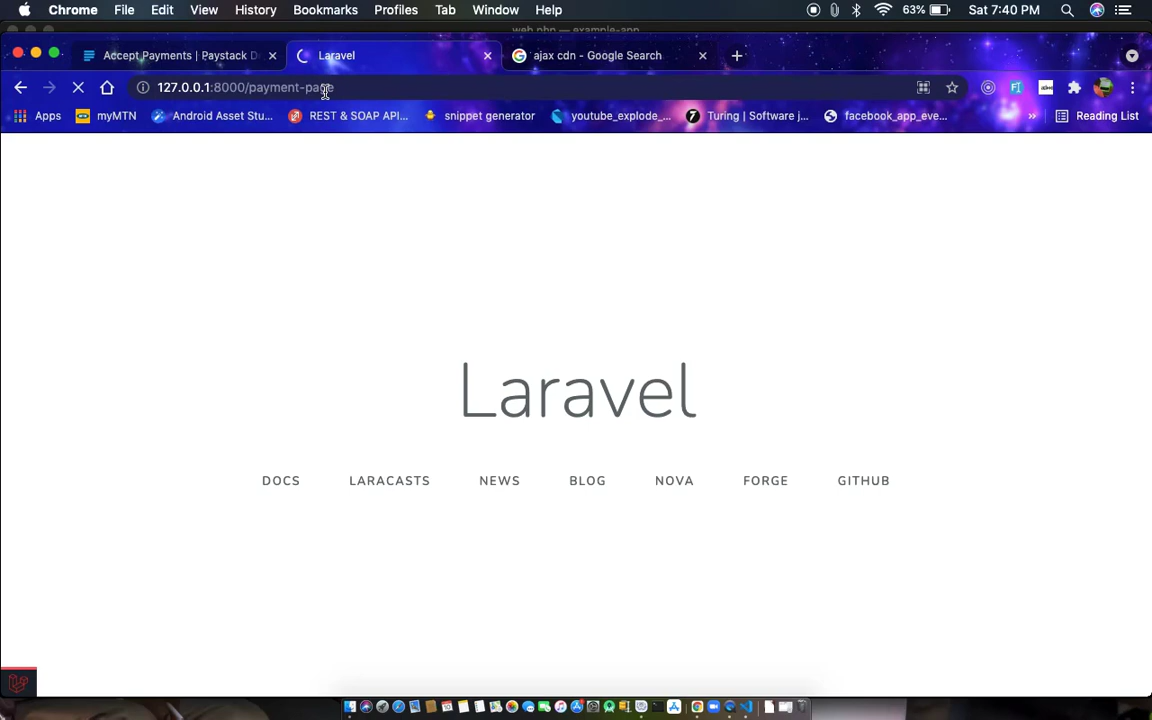 Chrome File Edit View History Bookmarks Profiles Tab Window Help 63% Sat 7:40 PM
web.php — example-app
Accept Payments | Paystack D Laravel ajax cdn - Google Search
127.0.0.1:8000/payment-page
Apps myMTN Android Asset Stu... REST & SOAP API... snippet generator youtube_explode_... Turing | Software j... facebook_app_eve... » Reading List
Laravel
DOCS LARACASTS NEWS BLOG NOVA FORGE GITHUB